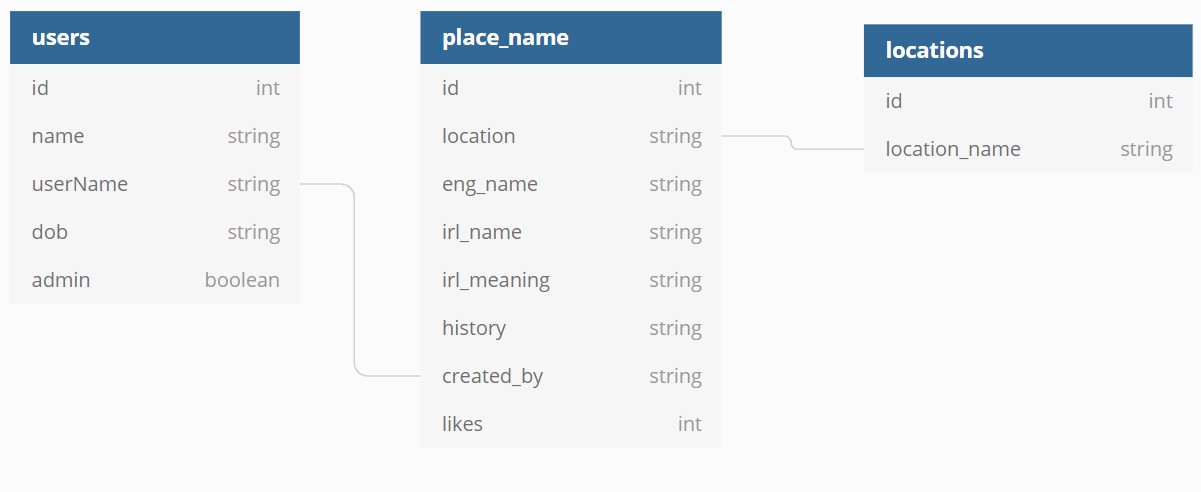 users
id int
name string
userName string
dob string
admin boolean
place_name
id int
location string
eng_name string
irl_name string
irl_meaning string
history string
created_by string
likes int
locations
id int
location_name string